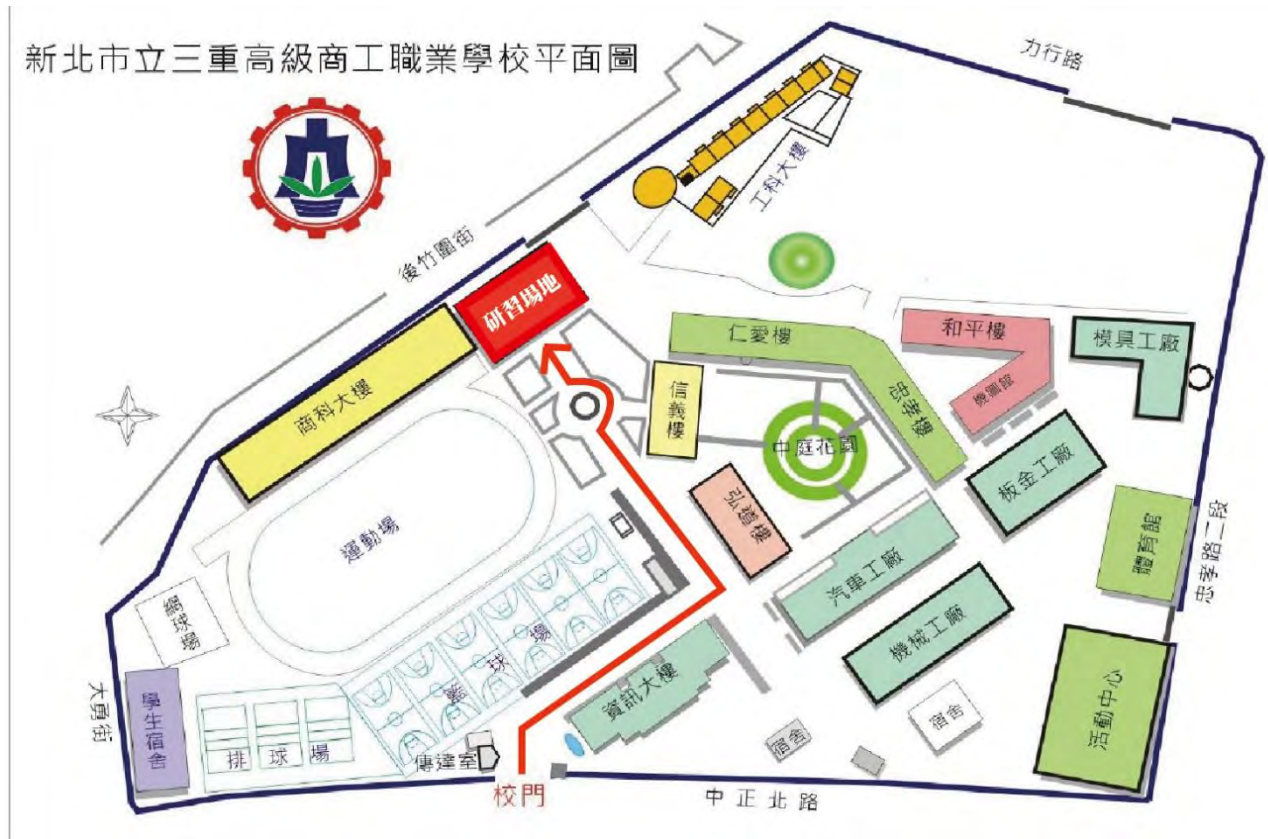 新北市立三重高級商工職業學校平面圖
力行路
工科大樓
後竹圍街
研習場地
仁愛樓
和平樓
模具工廠
機圖館
信義樓
商科大樓
中庭花園
板金工廠
弘道樓
運動場
汽車工廠
體育館
忠孝路二段
網球場
機械工廠
籃球場
資訊大樓
大勇街
學生宿舍
宿舍
活動中心
排球場
傳達室
宿舍
校門
中正北路